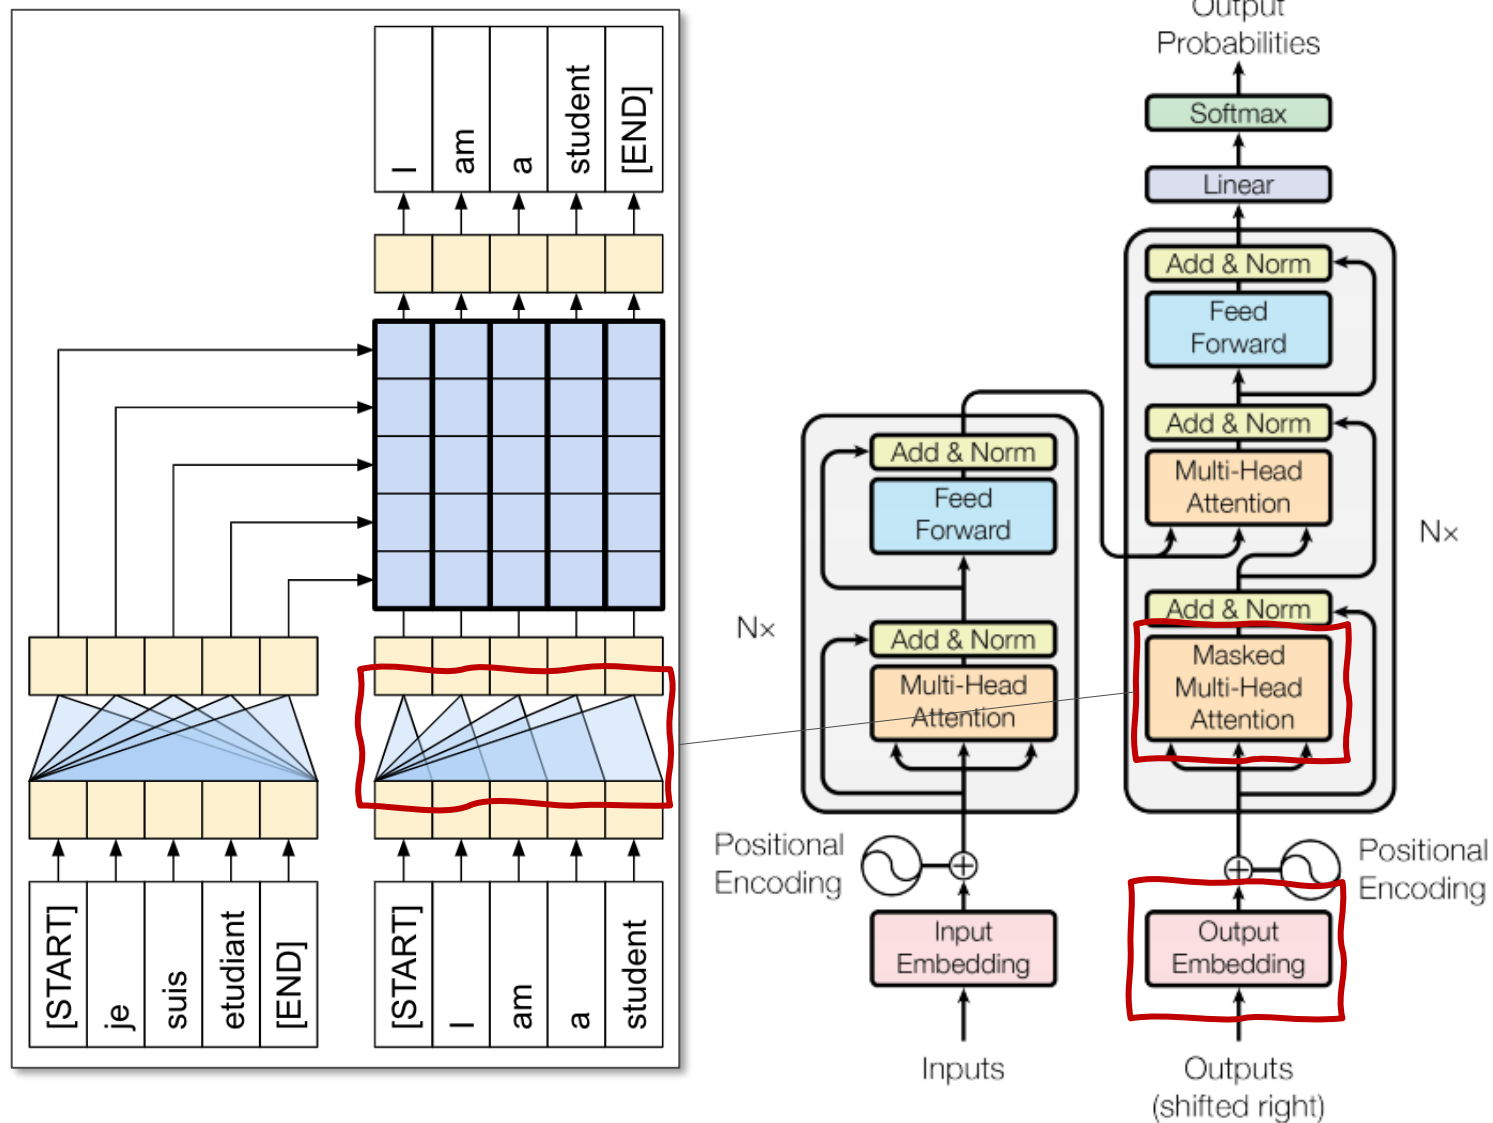 I
am
a
student
[END]
[START]
je
suis
etudiant
[END]
[START]
I
am
a
student
Output
Probabilities
Softmax
Linear
Add & Norm
Feed
Forward
Add & Norm
Multi-Head
Attention
Add & Norm
Masked
Multi-Head
Attention
Nx
Add & Norm
Feed
Forward
Add & Norm
Multi-Head
Attention
Nx
Positional
Encoding
Positional
Encoding
Input
Embedding
Output
Embedding
Inputs
Outputs
(shifted right)